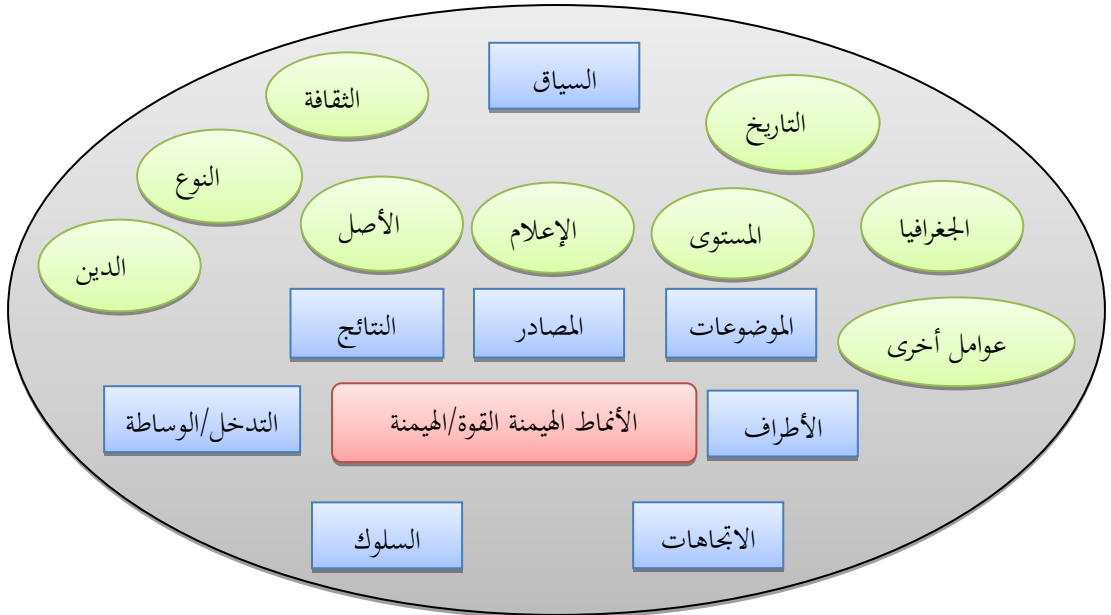 السياق
الثقافة
التاريخ
النوع
الجغرافيا
المستوى
الإعلام
الأصل
الدين
الموضوعات
المصادر
النتائج
عوامل أخرى
الأطراف
الأنماط الهيمنة القوة/الهيمنة
التدخل/الوساطة
الاتجاهات
السلوك